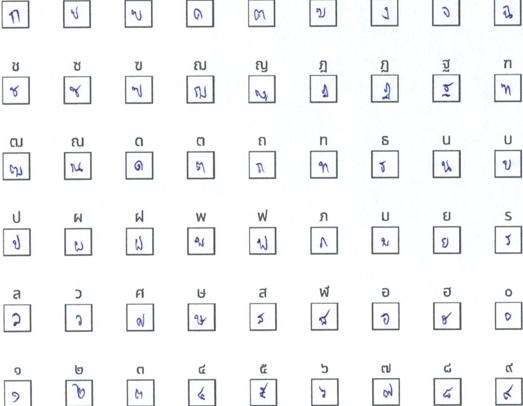 ก ข ฃ ค ฅ ฆ ง จ ฉ
ช ซ ฃ ฌ ญ ฎ ฏ ฐ ฑ
ช ซ ฃ ฌ ญ ฎ ฏ ฐ ฑ
ฒ ณ ด ต ถ ท ธ น บ
ฒ ณ ด ต ถ ท ธ น บ
ป ผ ฝ พ ฟ ภ ม ย ร
ป ผ ฝ พ ฟ ภ ม ย ร
ล ว ศ ษ ส ฬ อ ฮ ๐
ล ว ศ ษ ส ฬ อ ฮ ๐
๑ ๒ ๓ ๔ ๕ ๖ ๗ ๘ ๙
๑ ๒ ๓ ๔ ๕ ๖ ๗ ๘ ๙